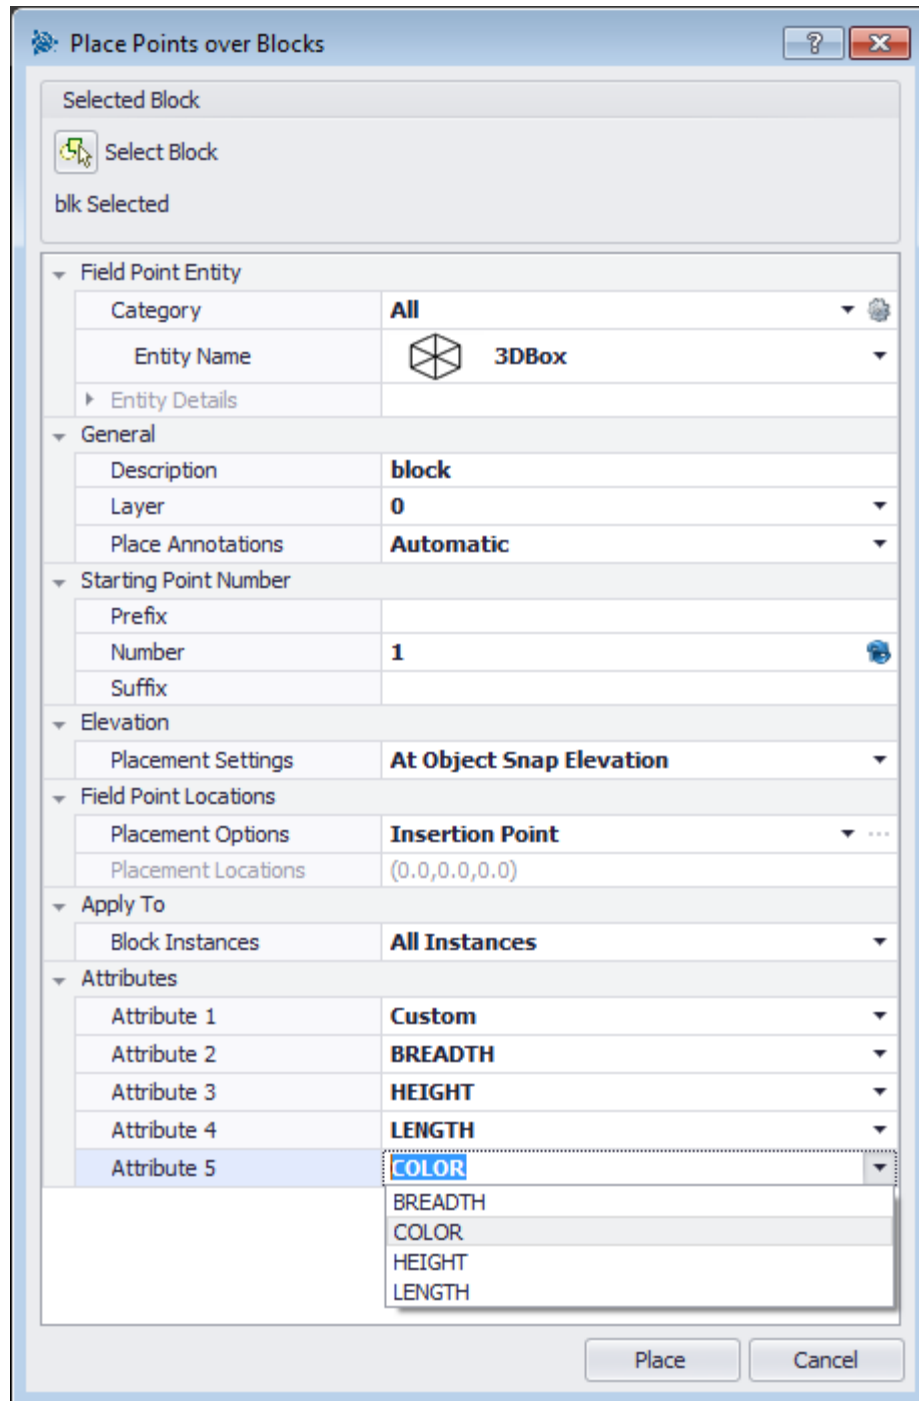 Place Points over Blocks
Selected Block
Select Block
blk Selected
Field Point Entity
Category All
Entity Name 3DBox
Entity Details
General
Description block
Layer 0
Place Annotations Automatic
Starting Point Number
Prefix
Number 1
Suffix
Elevation
Placement Settings At Object Snap Elevation
Field Point Locations
Placement Options Insertion Point ...
Placement Locations (0.0,0.0,0.0)
Apply To
Block Instances All Instances
Attributes
Attribute 1 Custom
Attribute 2 BREADTH
Attribute 3 HEIGHT
Attribute 4 LENGTH
Attribute 5 COLOR
BREADTH
COLOR
HEIGHT
LENGTH
Place Cancel